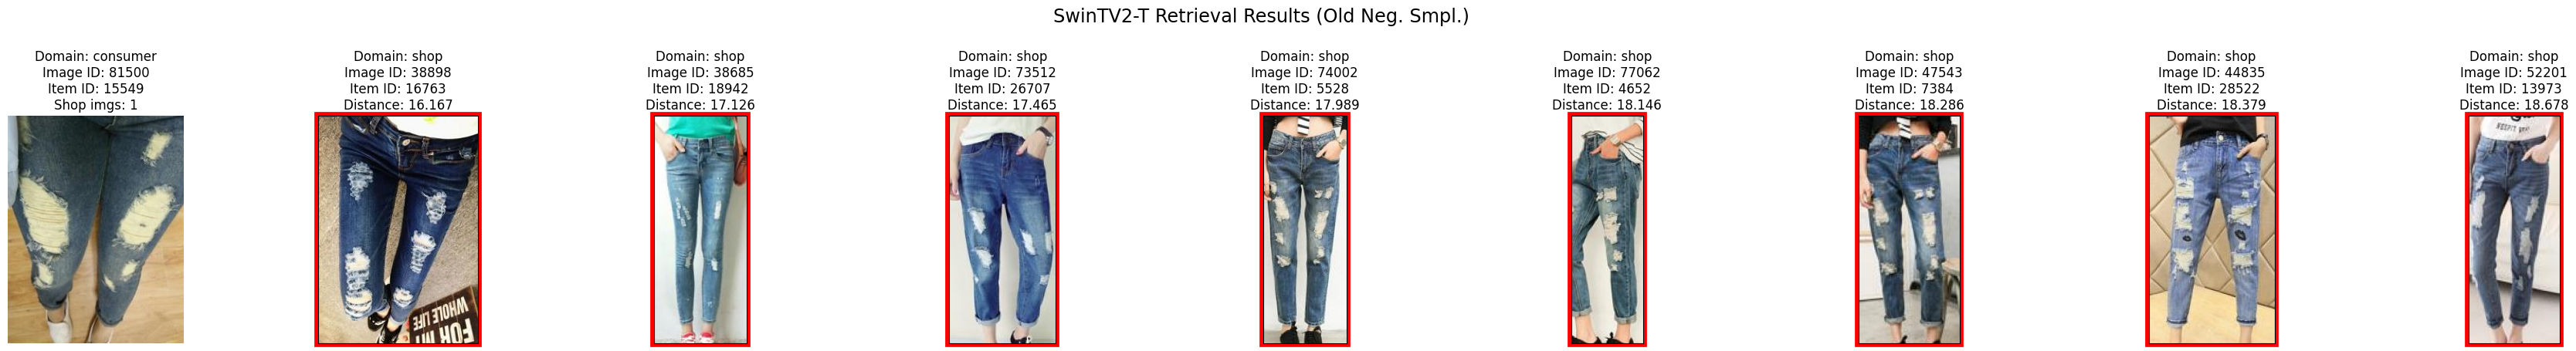 SwinTV2-T Retrieval Results (Old Neg. Smpl.)
Domain: consumer
Image ID: 81500
Item ID: 15549
Shop imgs: 1
Domain: shop
Image ID: 38898
Item ID: 16763
Distance: 16.167
Domain: shop
Image ID: 38685
Item ID: 18942
Distance: 17.126
Domain: shop
Image ID: 73512
Item ID: 26707
Distance: 17.465
Domain: shop
Image ID: 74002
Item ID: 5528
Distance: 17.989
Domain: shop
Image ID: 77062
Item ID: 4652
Distance: 18.146
Domain: shop
Image ID: 47543
Item ID: 7384
Distance: 18.286
Domain: shop
Image ID: 44835
Item ID: 28522
Distance: 18.379
Domain: shop
Image ID: 52201
Item ID: 13973
Distance: 18.678
WHOLE LIFE
FOR MY